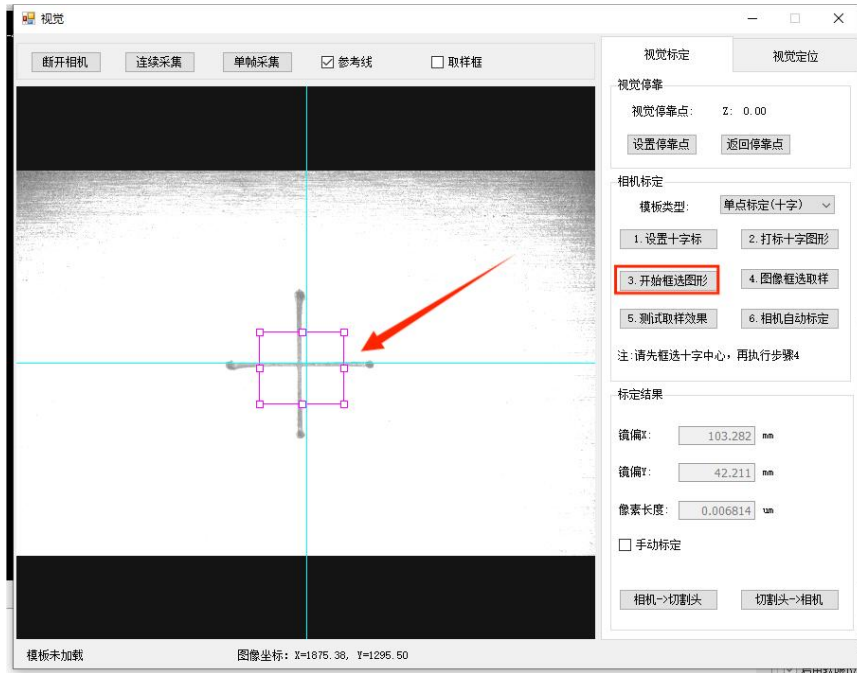 视觉
断开相机 连续采集 单帧采集 参考线 取样框
视觉标定 视觉定位
视觉停靠
视觉停靠点: Z: 0.00
设置停靠点 返回停靠点
相机标定
模板类型: 单点标定(十字)
1.设置十字标 2.打标十字图形
3.开始框选图形 4.图像框选取样
5.测试取样效果 6.相机自动标定
注:请先框选十字中心，再执行步骤4
标定结果
镜偏X: 103.282 mm
镜偏Y: 42.211 mm
像素长度: 0.006814 um
手动标定
相机->切割头 切割头->相机
模板未加载 图像坐标: X=1875.38, Y=1295.50